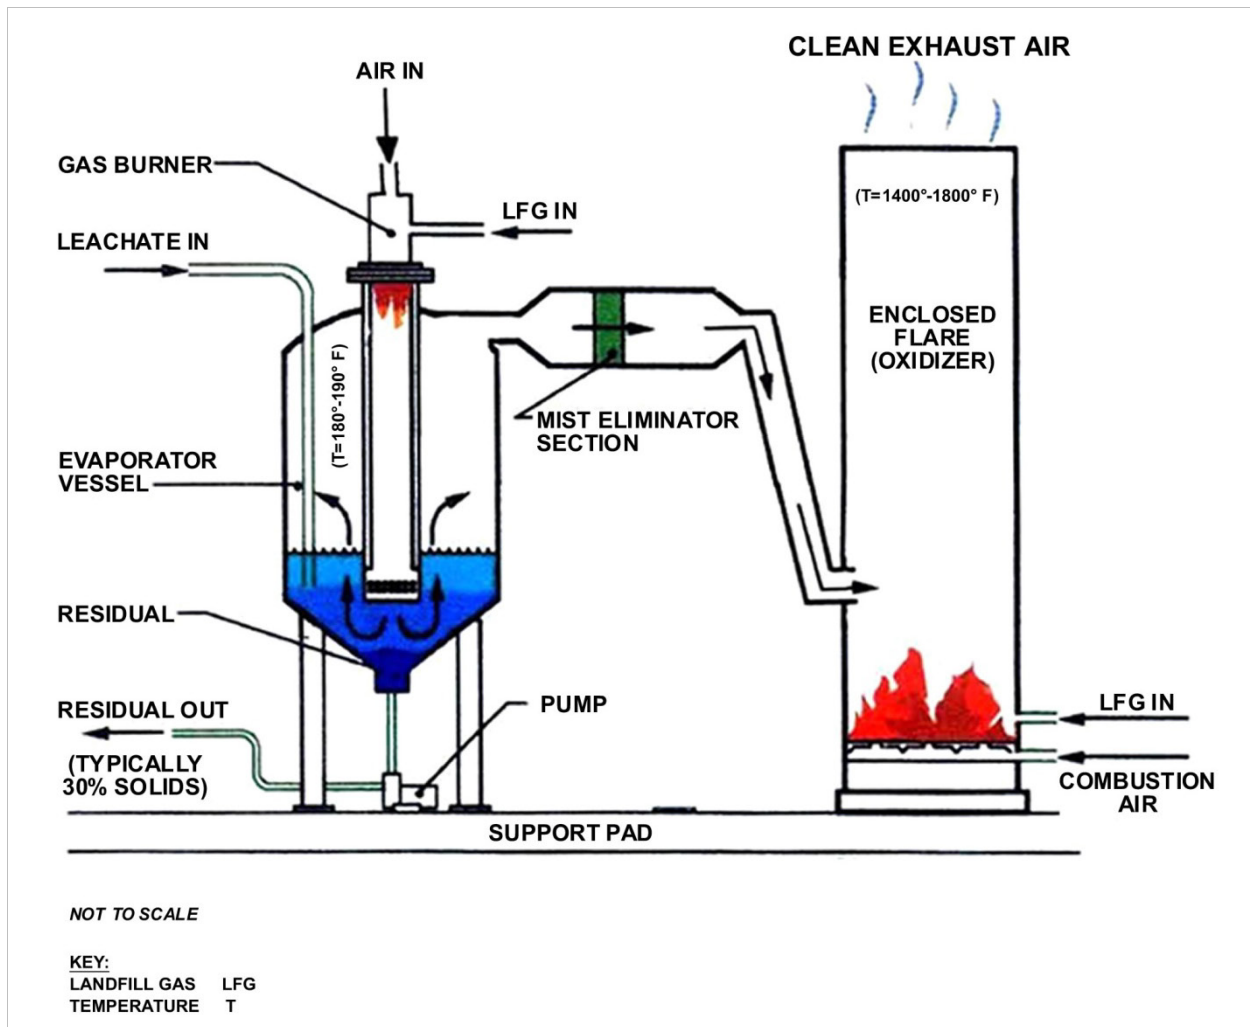 CLEAN EXHAUST AIR
AIR IN
GAS BURNER
LFG IN
LEACHATE IN
(T=1400°-1800° F)
ENCLOSED
FLARE
(OXIDIZER)
(T=180°-190° F)
MIST ELIMINATOR
SECTION
EVAPORATOR
VESSEL
RESIDUAL
RESIDUAL OUT
(TYPICALLY
30% SOLIDS)
PUMP
LFG IN
COMBUSTION
AIR
SUPPORT PAD
NOT TO SCALE
KEY:
LANDFILL GAS LFG
TEMPERATURE T